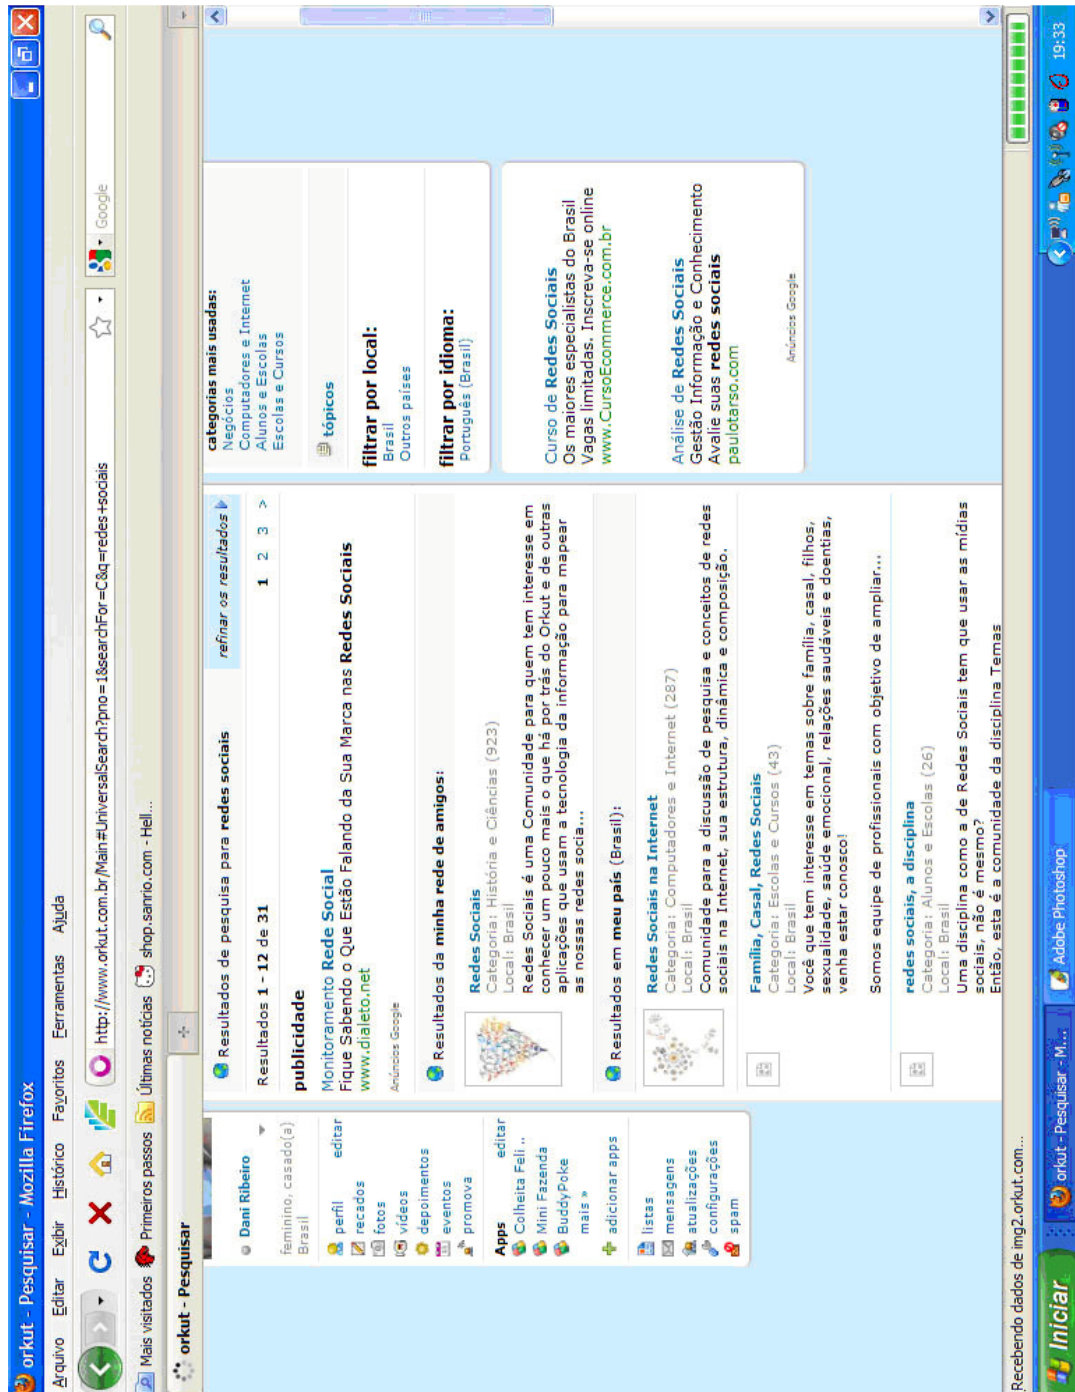 orkut - Pesquisar - Mozilla Firefox
Arquivo Editar Exibir Histórico Favoritos Ferramentas Ajuda
http://www.orkut.com.br/Main#UniversalSearch?pno=1&searchFor=C&q=redes+sociais
Google
Mais visitados Primeiros passos Últimas notícias shop.sanrio.com - Hell...
orkut - Pesquisar
Dani Ribeiro
feminino, casado(a)
Brasil
perfil editar
recados
fotos
vídeos
depoimentos
eventos
promova
Apps editar
Colheita Feli ..
Mini Fazenda
BuddyPoke
mais »
adicionar apps
listas
mensagens
atualizações
configurações
spam
Resultados de pesquisa para redes sociais
refinar os resultados
Resultados 1 - 12 de 31
1 2 3 >
publicidade
Monitoramento Rede Social
Fique Sabendo o Que Estão Falando da Sua Marca nas Redes Sociais
www.dialeto.net
Anúncios Google
Resultados da minha rede de amigos:
Redes Sociais
Categoria: História e Ciências (923)
Local: Brasil
Redes Sociais é uma Comunidade para quem tem interesse em
conhecer um pouco mais o que há por trás do Orkut e de outras
aplicações que usam a tecnologia da informação para mapear
as nossas redes socia...
Resultados em meu país (Brasil):
Redes Sociais na Internet
Categoria: Computadores e Internet (287)
Local: Brasil
Comunidade para a discussão de pesquisa e conceitos de redes
sociais na Internet, sua estrutura, dinâmica e composição.
Família, Casal, Redes Sociais
Categoria: Escolas e Cursos (43)
Local: Brasil
Você que tem interesse em temas sobre família, casal, filhos,
sexualidade, saúde emocional, relações saudáveis e doentias,
venha estar conosco!
Somos equipe de profissionais com objetivo de ampliar...
redes sociais, a disciplina
Categoria: Alunos e Escolas (26)
Local: Brasil
Uma disciplina como a de Redes Sociais tem que usar as mídias
sociais, não é mesmo?
Então, esta é a comunidade da disciplina Temas
categorias mais usadas:
Negócios
Computadores e Internet
Alunos e Escolas
Escolas e Cursos
tópicos
filtrar por local:
Brasil
Outros países
filtrar por idioma:
Português (Brasil)
Curso de Redes Sociais
Os maiores especialistas do Brasil
Vagas limitadas. Inscreva-se online
www.CursoEcommerce.com.br
Análise de Redes Sociais
Gestão Informação e Conhecimento
Avalie suas redes sociais
paulotarso.com
Anúncios Google
Recebendo dados de img2.orkut.com...
Iniciar
orkut - Pesquisar - M...
Adobe Photoshop
19:33